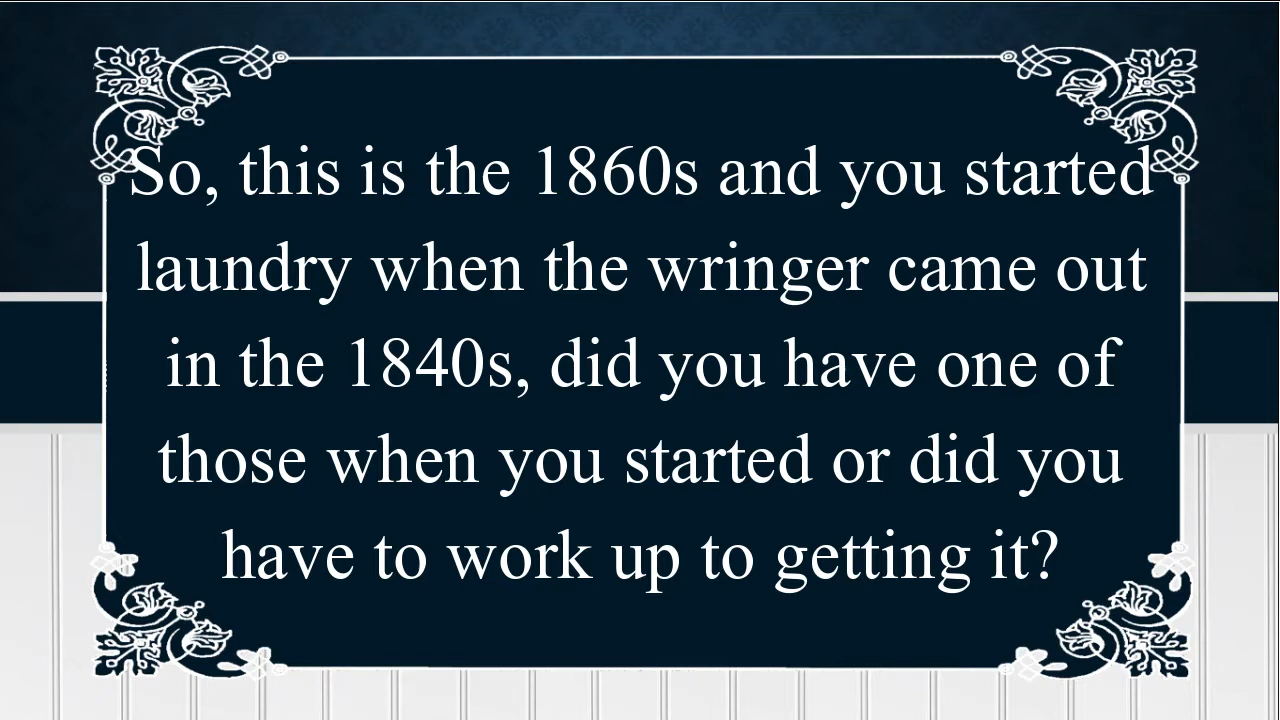 So, this is the 1860s and you started
laundry when the wringer came out
in the 1840s, did you have one of
those when you started or did you
have to work up to getting it?